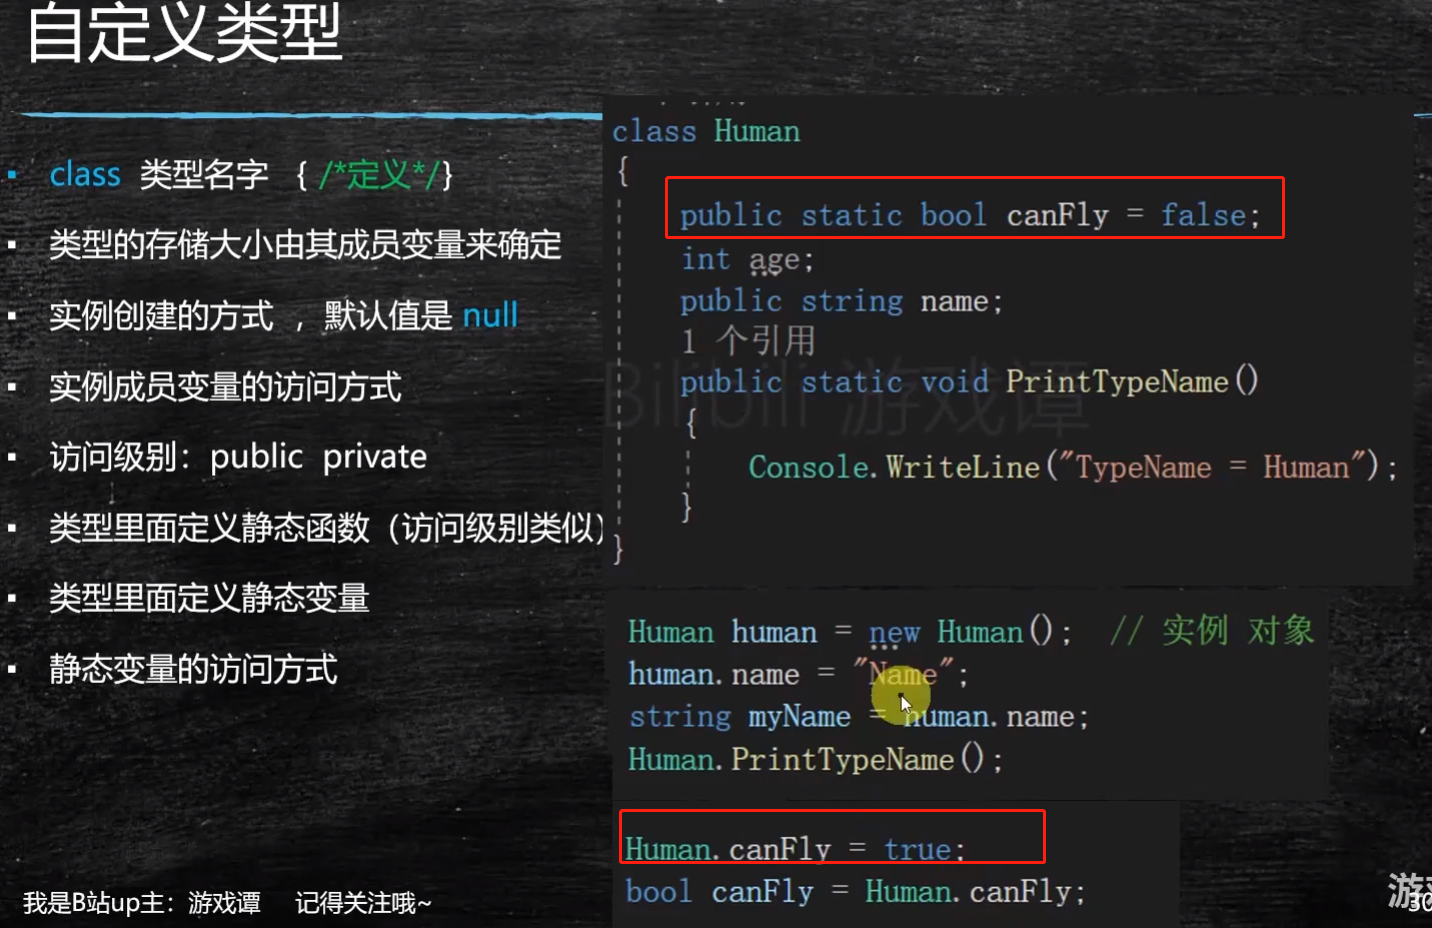 自定义类型
class 类型名字 { /*定义*/}
类型的存储大小由其成员变量来确定
实例创建的方式 ，默认值是 null
实例成员变量的访问方式
访问级别：public private
类型里面定义静态函数（访问级别类似）
类型里面定义静态变量
静态变量的访问方式
class Human
{
public static bool canFly = false;
int age;
public string name;
1 个引用
public static void PrintTypeName()
{
Console.WriteLine("TypeName = Human");
}
}
Bilibili 游戏谭
Human human = new Human(); // 实例 对象
human.name = "Name";
string myName = human.name;
Human.PrintTypeName();
Human.canFly = true;
bool canFly = Human.canFly;
我是B站up主：游戏谭 记得关注哦~
30